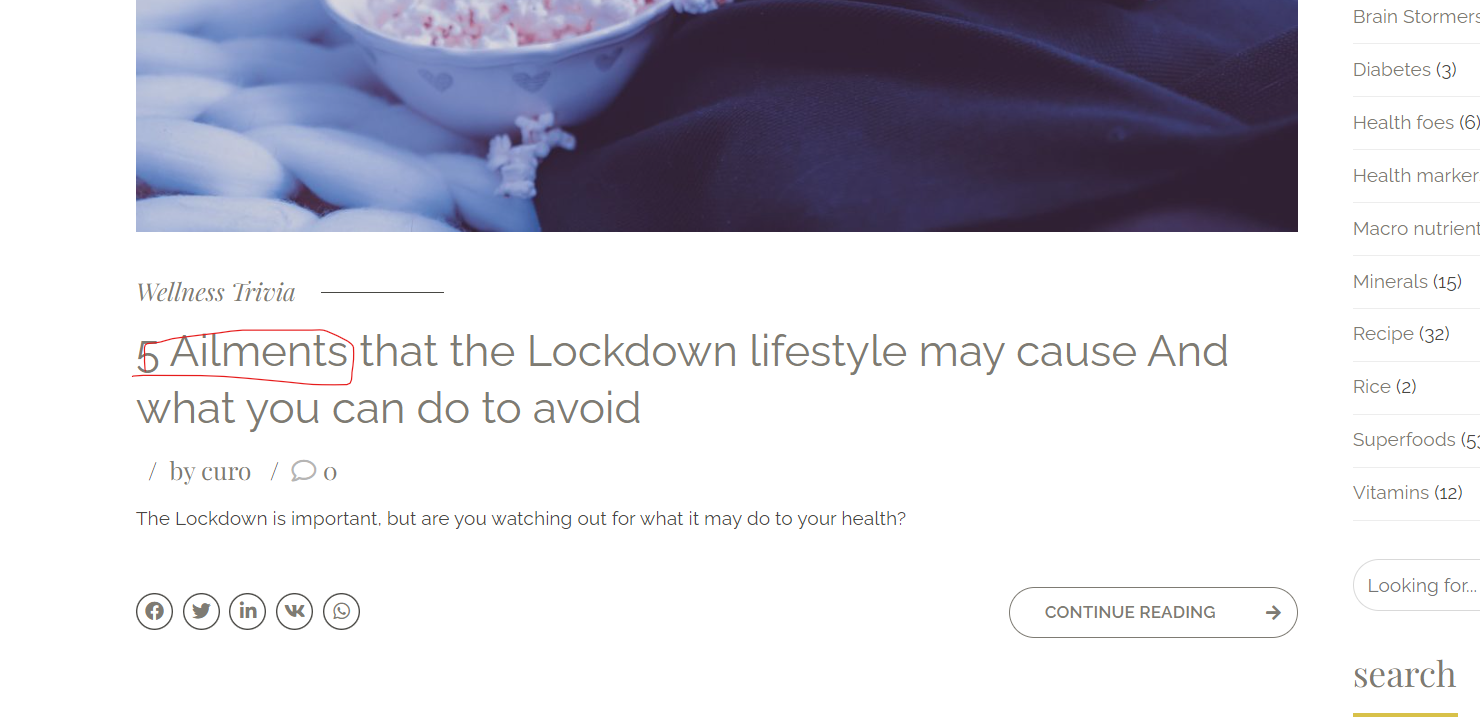 Wellness Trivia
5 Ailments that the Lockdown lifestyle may cause And
what you can do to avoid
/ by curo / 0
The Lockdown is important, but are you watching out for what it may do to your health?
CONTINUE READING
Brain Stormers
Diabetes (3)
Health foes (6)
Health marker
Macro nutrient
Minerals (15)
Recipe (32)
Rice (2)
Superfoods (53
Vitamins (12)
Looking for...
search